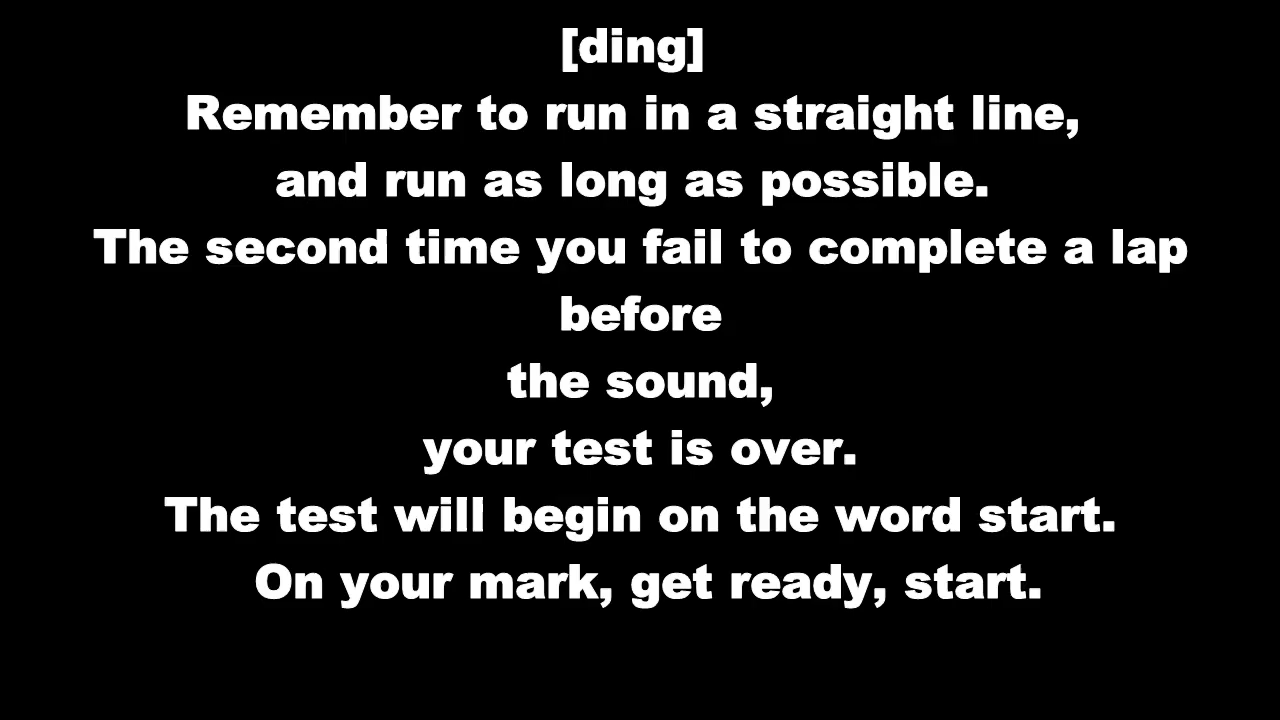 [ding]
Remember to run in a straight line,
and run as long as possible.
The second time you fail to complete a lap
before
the sound,
your test is over.
The test will begin on the word start.
On your mark, get ready, start.